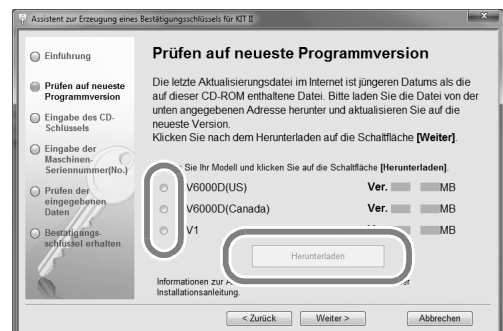 Assistent zur Erzeugung eines Bestätigungsschlüssels für KIT II
Einführung
Prüfen auf neueste
Programmversion
Eingabe des CD-
Schlüssels
Eingabe der
Maschinen-
Seriennummer(No.)
Prüfen der
eingegebenen
Daten
Bestätigungs-
schlüssel erhalten
Prüfen auf neueste Programmversion
Die letzte Aktualisierungsdatei im Internet ist jüngeren Datums als die
auf dieser CD-ROM enthaltene Datei. Bitte laden Sie die Datei von der
unten angegebenen Adresse herunter und aktualisieren Sie auf die
neueste Version.
Klicken Sie nach dem Herunterladen auf die Schaltfläche [Weiter].
Sie Ihr Modell und klicken Sie auf die Schaltfläche [Herunterladen].
V6000D(US) Ver. MB
V6000D(Canada) Ver. MB
V1 MB
Herunterladen
Informationen zur
Installationsanleitung.
< Zurück
Weiter >
Abbrechen